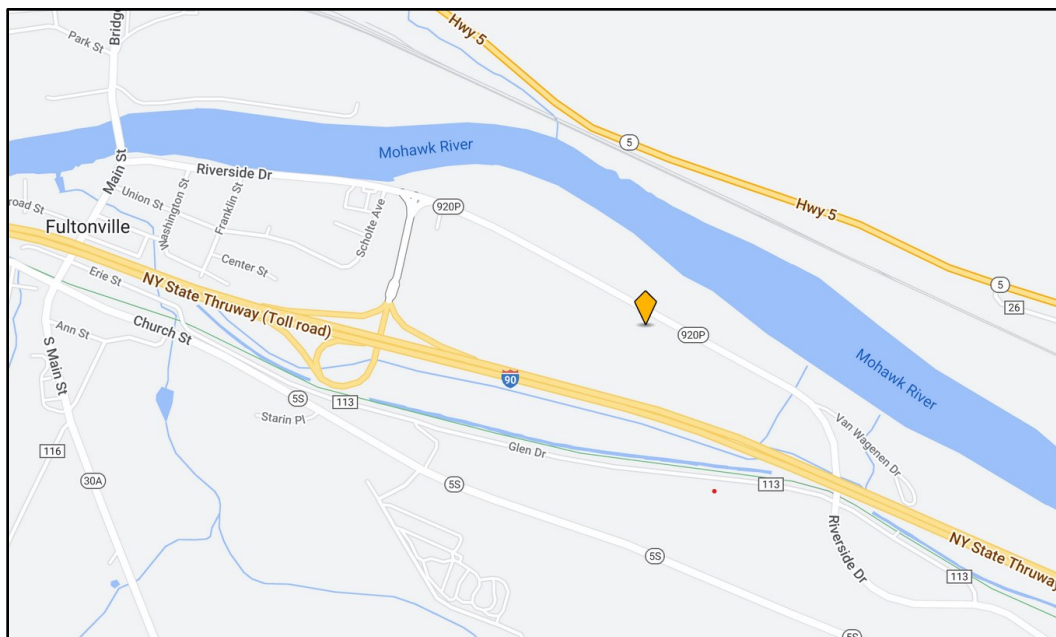 Hwy 5
Park St
Bridge
5
Mohawk River
Main St
Riverside Dr
Union St
Washington St
Franklin St
Scholte Ave
920P
Hwy 5
road St
Fultonville
Center St
Erie St
NY State Thruway (Toll road)
5
26
Ann St
Church St
920P
Mohawk River
S Main St
90
5S
113
Starin Pl
Glen Dr
Van Wagenen Dr
116
30A
5S
113
Riverside Dr
NY State Thruway
5S
113
5S